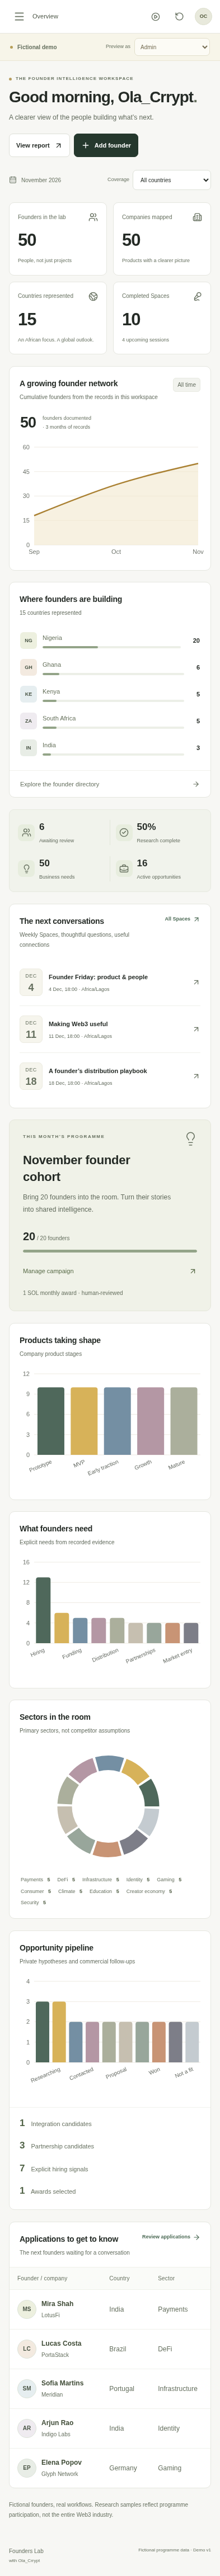 Overview
OC
Fictional demo
Preview as
Admin
THE FOUNDER INTELLIGENCE WORKSPACE
Good morning, Ola_Crrypt.
A clearer view of the people building what's next.
View report
Add founder
November 2026
Coverage
All countries
Founders in the lab
50
People, not just projects
Companies mapped
50
Products with a clearer picture
Countries represented
15
An African focus. A global outlook.
Completed Spaces
10
4 upcoming sessions
A growing founder network
Cumulative founders from the records in this workspace
All time
50
founders documented
· 3 months of records
60
45
30
15
0
Sep
Oct
Nov
Where founders are building
15 countries represented
NG
Nigeria
20
GH
Ghana
6
KE
Kenya
5
ZA
South Africa
5
IN
India
3
Explore the founder directory
6
Awaiting review
50%
Research complete
50
Business needs
16
Active opportunities
The next conversations
Weekly Spaces, thoughtful questions, useful
connections
All Spaces
DEC
4
Founder Friday: product & people
4 Dec, 18:00 · Africa/Lagos
DEC
11
Making Web3 useful
11 Dec, 18:00 · Africa/Lagos
DEC
18
A founder's distribution playbook
18 Dec, 18:00 · Africa/Lagos
THIS MONTH'S PROGRAMME
November founder
cohort
Bring 20 founders into the room. Turn their stories
into shared intelligence.
20 / 20 founders
Manage campaign
1 SOL monthly award · human-reviewed
Products taking shape
Company product stages
12
9
6
3
0
Prototype
MVP
Early traction
Growth
Mature
What founders need
Explicit needs from recorded evidence
16
12
8
4
0
Hiring
Funding
Distribution
Partnerships
Market entry
Sectors in the room
Primary sectors, not competitor assumptions
Payments 5 DeFi 5 Infrastructure 5 Identity 5 Gaming 5
Consumer 5 Climate 5 Education 5 Creator economy 5
Security 5
Opportunity pipeline
Private hypotheses and commercial follow-ups
4
3
2
1
0
Researching
Contacted
Proposal
Won
Not a fit
1 Integration candidates
3 Partnership candidates
7 Explicit hiring signals
1 Awards selected
Applications to get to know
The next founders waiting for a conversation
Review applications
Founder / company
Country
Sector
MS
Mira Shah
LotusFi
India
Payments
LC
Lucas Costa
PortaStack
Brazil
DeFi
SM
Sofia Martins
Meridian
Portugal
Infrastructure
AR
Arjun Rao
Indigo Labs
India
Identity
EP
Elena Popov
Glyph Network
Germany
Gaming
Fictional founders, real workflows. Research samples reflect programme
participation, not the entire Web3 industry.
Founders Lab
with Ola_Crrypt
Fictional programme data · Demo v1